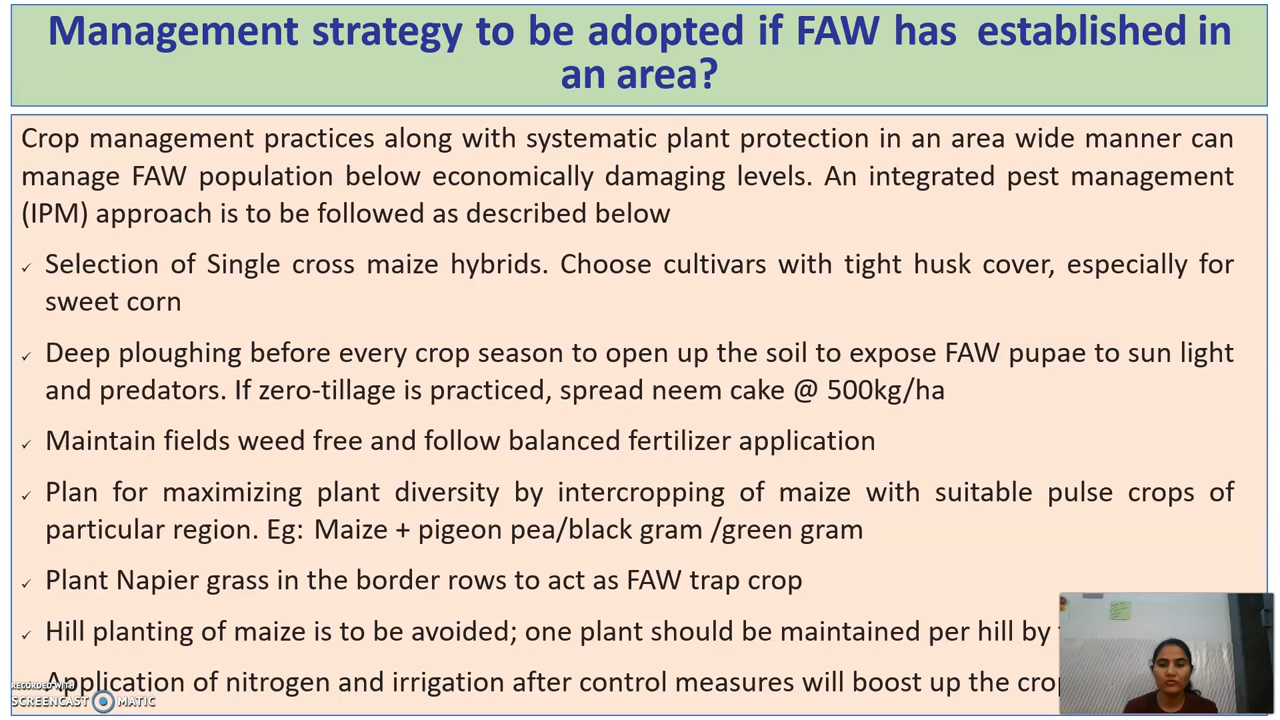 Management strategy to be adopted if FAW has established in
an area?
Crop management practices along with systematic plant protection in an area wide manner can
manage FAW population below economically damaging levels. An integrated pest management
(IPM) approach is to be followed as described below
✓ Selection of Single cross maize hybrids. Choose cultivars with tight husk cover, especially for
sweet corn
✓ Deep ploughing before every crop season to open up the soil to expose FAW pupae to sun light
and predators. If zero-tillage is practiced, spread neem cake @ 500kg/ha
✓ Maintain fields weed free and follow balanced fertilizer application
✓ Plan for maximizing plant diversity by intercropping of maize with suitable pulse crops of
particular region. Eg: Maize + pigeon pea/black gram /green gram
✓ Plant Napier grass in the border rows to act as FAW trap crop
✓ Hill planting of maize is to be avoided; one plant should be maintained per hill by
Application of nitrogen and irrigation after control measures will boost up the
RECORDED WITH
SCREENCAST MATIC